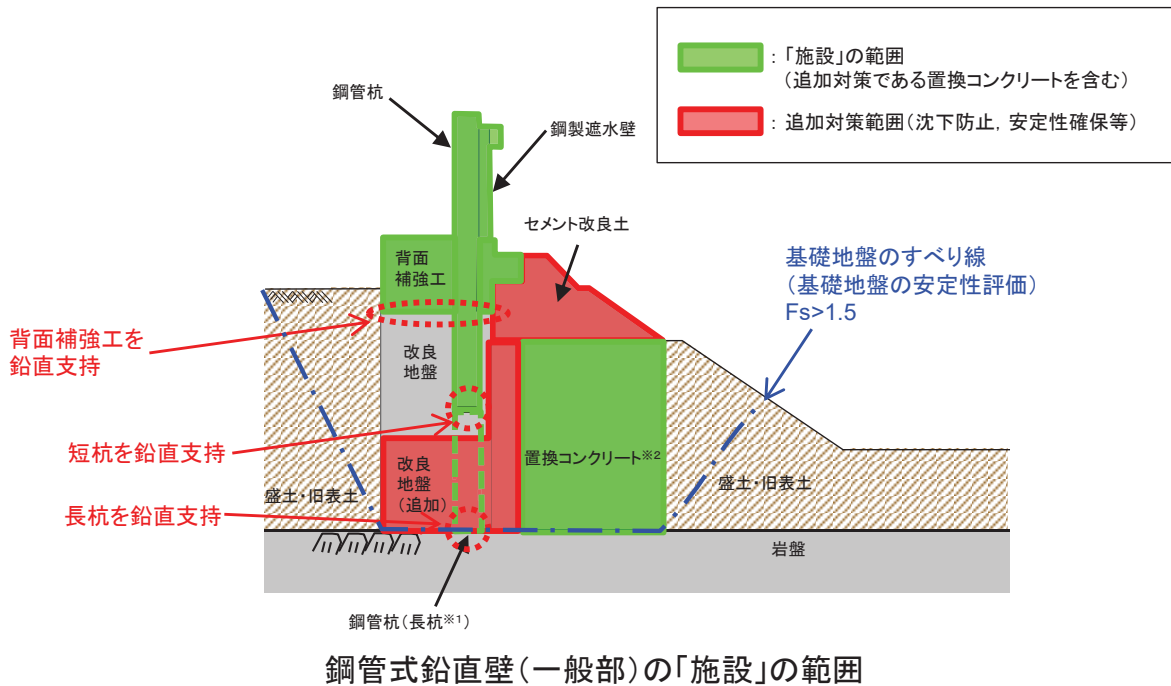 ：「施設」の範囲
（追加対策である置換コンクリートを含む）
：追加対策範囲（沈下防止，安定性確保等）
鋼管杭
鋼製遮水壁
セメント改良土
背面
補強工
基礎地盤のすべり線
（基礎地盤の安定性評価）
Fs>1.5
背面補強工を
鉛直支持
改良
地盤
短杭を鉛直支持
改良
地盤
（追加）
置換コンクリート※2
盛土・旧表土
盛土・旧表土
長杭を鉛直支持
岩盤
鋼管杭（長杭※1）
鋼管式鉛直壁（一般部）の「施設」の範囲